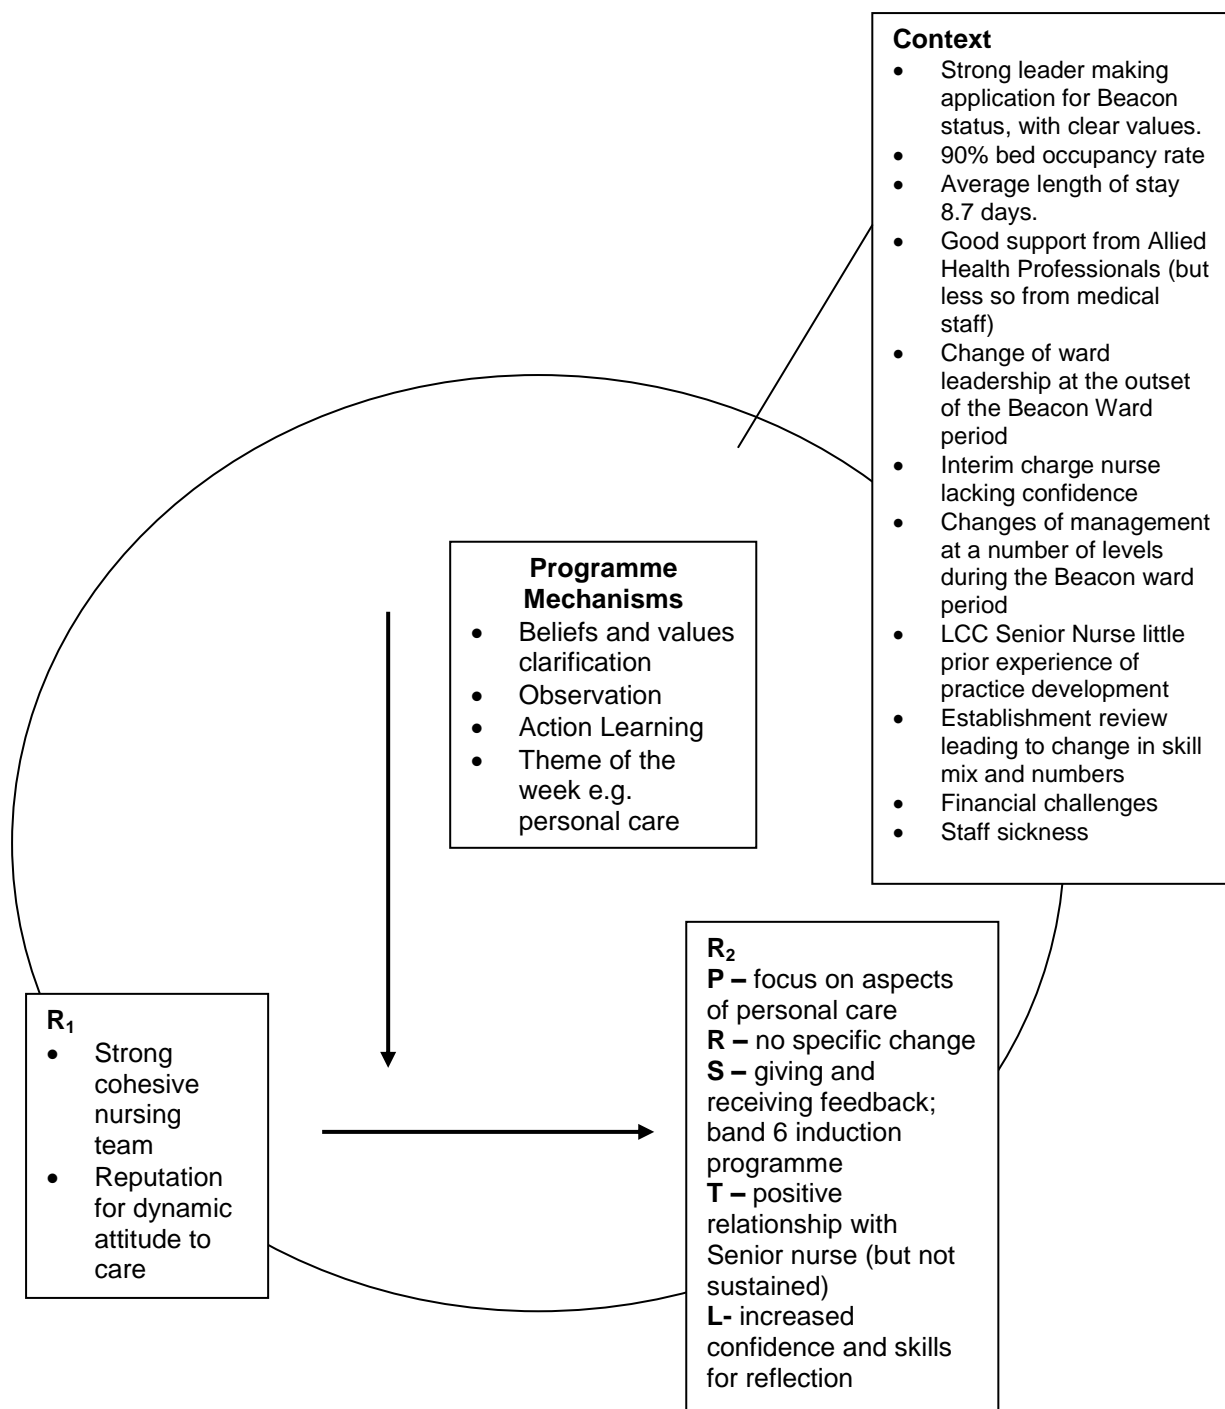 Context
• Strong leader making
application for Beacon
status, with clear values.
• 90% bed occupancy rate
• Average length of stay
8.7 days.
• Good support from Allied
Health Professionals (but
less so from medical
staff)
• Change of ward
leadership at the outset
of the Beacon Ward
period
• Interim charge nurse
lacking confidence
• Changes of management
at a number of levels
during the Beacon ward
period
• LCC Senior Nurse little
prior experience of
practice development
• Establishment review
leading to change in skill
mix and numbers
• Financial challenges
• Staff sickness
Programme
Mechanisms
• Beliefs and values
clarification
• Observation
• Action Learning
• Theme of the
week e.g.
personal care
R₁
• Strong
cohesive
nursing
team
• Reputation
for dynamic
attitude to
care
R₂
P – focus on aspects
of personal care
R – no specific change
S – giving and
receiving feedback;
band 6 induction
programme
T – positive
relationship with
Senior nurse (but not
sustained)
L- increased
confidence and skills
for reflection